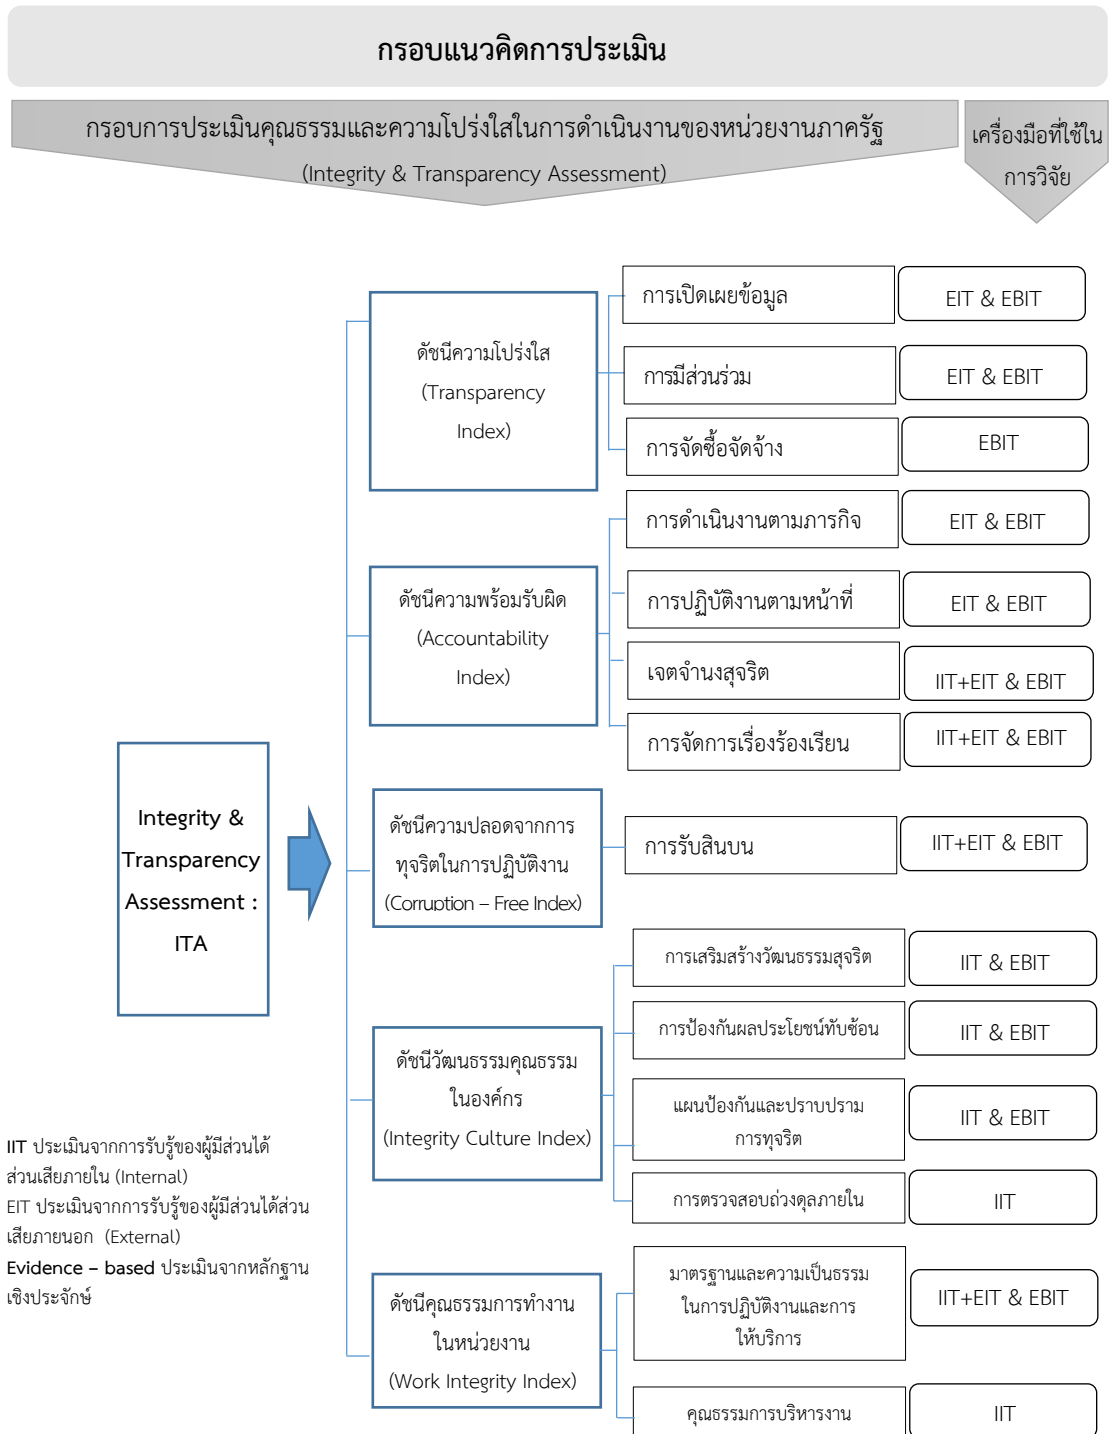 กรอบแนวคิดการประเมิน
กรอบการประเมินคุณธรรมและความโปร่งใสในการดำเนินงานของหน่วยงานภาครัฐ
(Integrity & Transparency Assessment)
เครื่องมือที่ใช้ใน
การวิจัย
Integrity &
Transparency
Assessment :
ITA
ดัชนีความโปร่งใส
(Transparency
Index)
การเปิดเผยข้อมูล
EIT & EBIT
การมีส่วนร่วม
EIT & EBIT
การจัดซื้อจัดจ้าง
EBIT
ดัชนีความพร้อมรับผิด
(Accountability
Index)
การดำเนินงานตามภารกิจ
EIT & EBIT
การปฏิบัติงานตามหน้าที่
EIT & EBIT
เจตจำนงสุจริต
IIT+EIT & EBIT
การจัดการเรื่องร้องเรียน
IIT+EIT & EBIT
ดัชนีความปลอดจากการ
ทุจริตในการปฏิบัติงาน
(Corruption – Free Index)
การรับสินบน
IIT+EIT & EBIT
ดัชนีวัฒนธรรมคุณธรรม
ในองค์กร
(Integrity Culture Index)
การเสริมสร้างวัฒนธรรมสุจริต
IIT & EBIT
การป้องกันผลประโยชน์ทับซ้อน
IIT & EBIT
แผนป้องกันและปราบปราม
การทุจริต
IIT & EBIT
การตรวจสอบถ่วงดุลภายใน
IIT
ดัชนีคุณธรรมการทำงาน
ในหน่วยงาน
(Work Integrity Index)
มาตรฐานและความเป็นธรรม
ในการปฏิบัติงานและการ
ให้บริการ
IIT+EIT & EBIT
คุณธรรมการบริหารงาน
IIT
IIT ประเมินจากการรับรู้ของผู้มีส่วนได้
ส่วนเสียภายใน (Internal)
EIT ประเมินจากการรับรู้ของผู้มีส่วนได้ส่วน
เสียภายนอก (External)
Evidence – based ประเมินจากหลักฐาน
เชิงประจักษ์